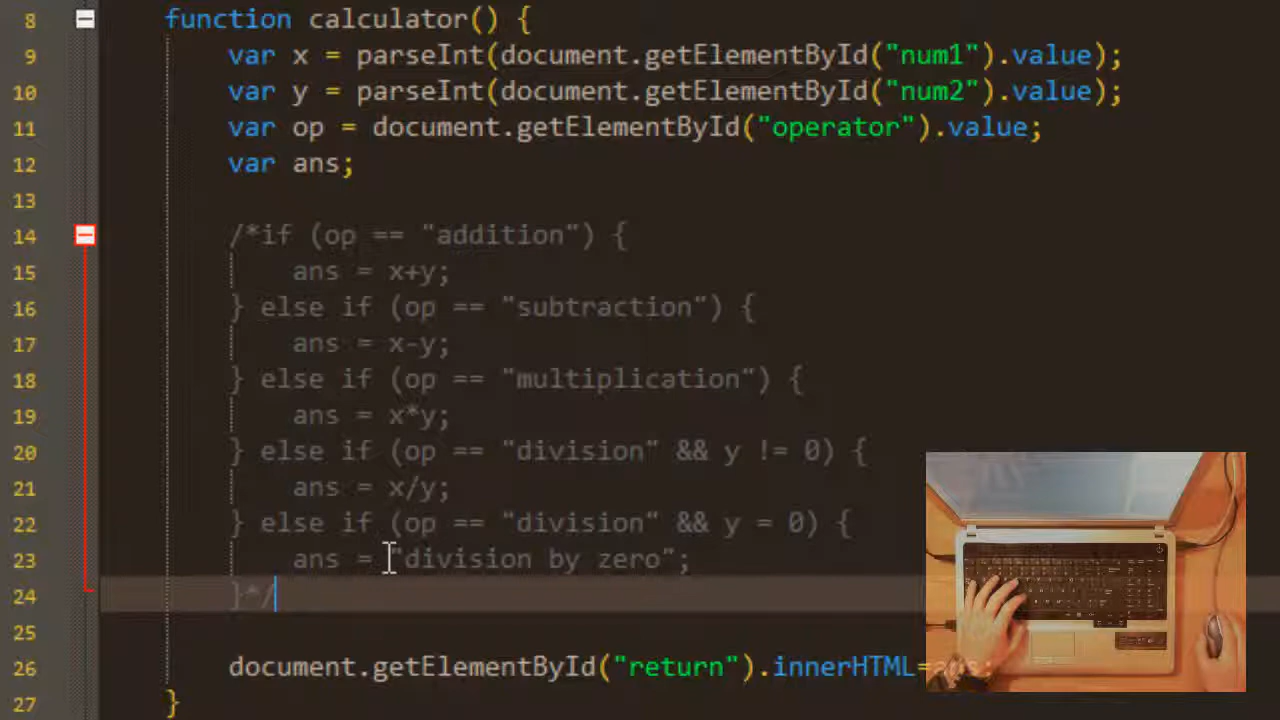 8 function calculator() {
9 var x = parseInt(document.getElementById("num1").value);
10 var y = parseInt(document.getElementById("num2").value);
11 var op = document.getElementById("operator").value;
12 var ans;
13
14 /*if (op == "addition") {
15 ans = x+y;
16 } else if (op == "subtraction") {
17 ans = x-y;
18 } else if (op == "multiplication") {
19 ans = x*y;
20 } else if (op == "division" && y != 0) {
21 ans = x/y;
22 } else if (op == "division" && y = 0) {
23 ans = "division by zero";
24 }*/
25
26 document.getElementById("return").innerHTML=ans;
27 }